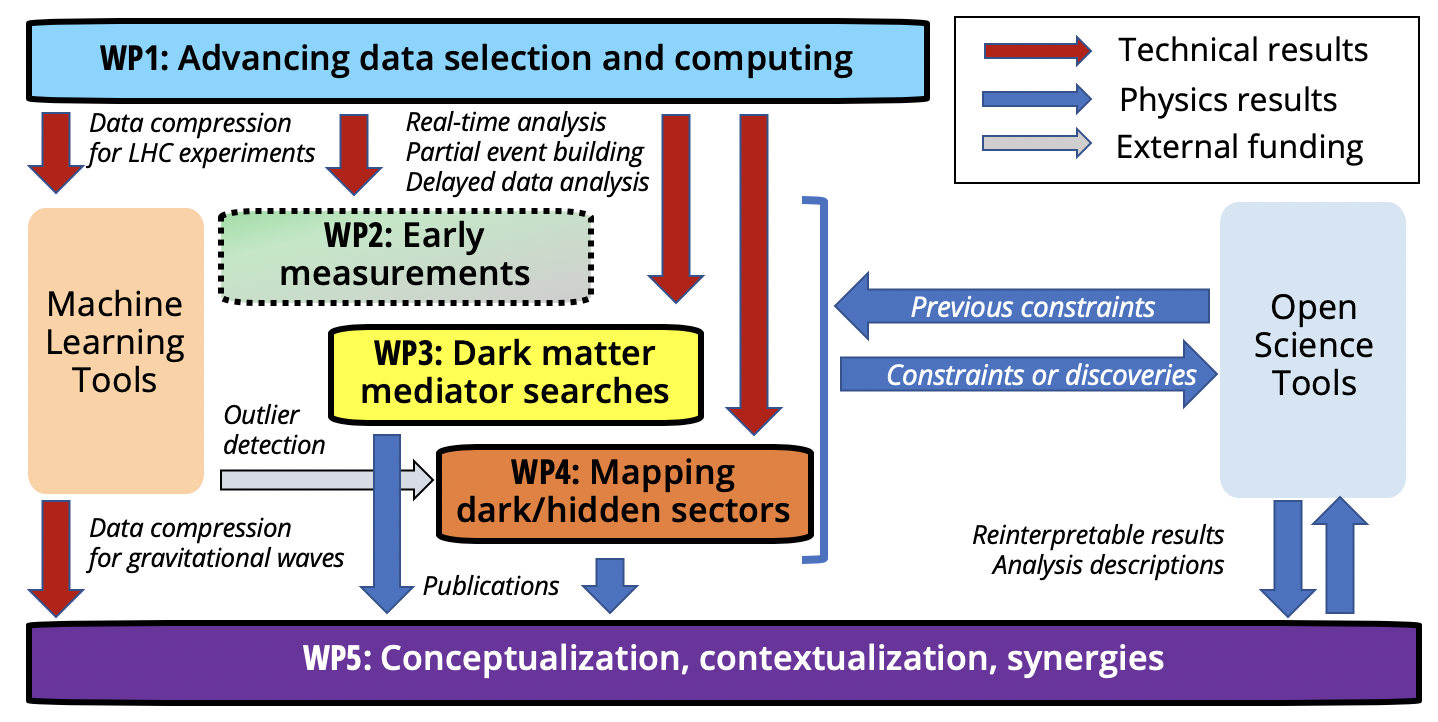 WP1: Advancing data selection and computing
Technical results
Physics results
External funding
Data compression
for LHC experiments
Real-time analysis
Partial event building
Delayed data analysis
WP2: Early
measurements
Machine
Learning
Tools
WP3: Dark matter
mediator searches
Previous constraints
Constraints or discoveries
Open
Science
Tools
Outlier
detection
WP4: Mapping
dark/hidden sectors
Data compression
for gravitational waves
Publications
Reinterpretable results
Analysis descriptions
WP5: Conceptualization, contextualization, synergies